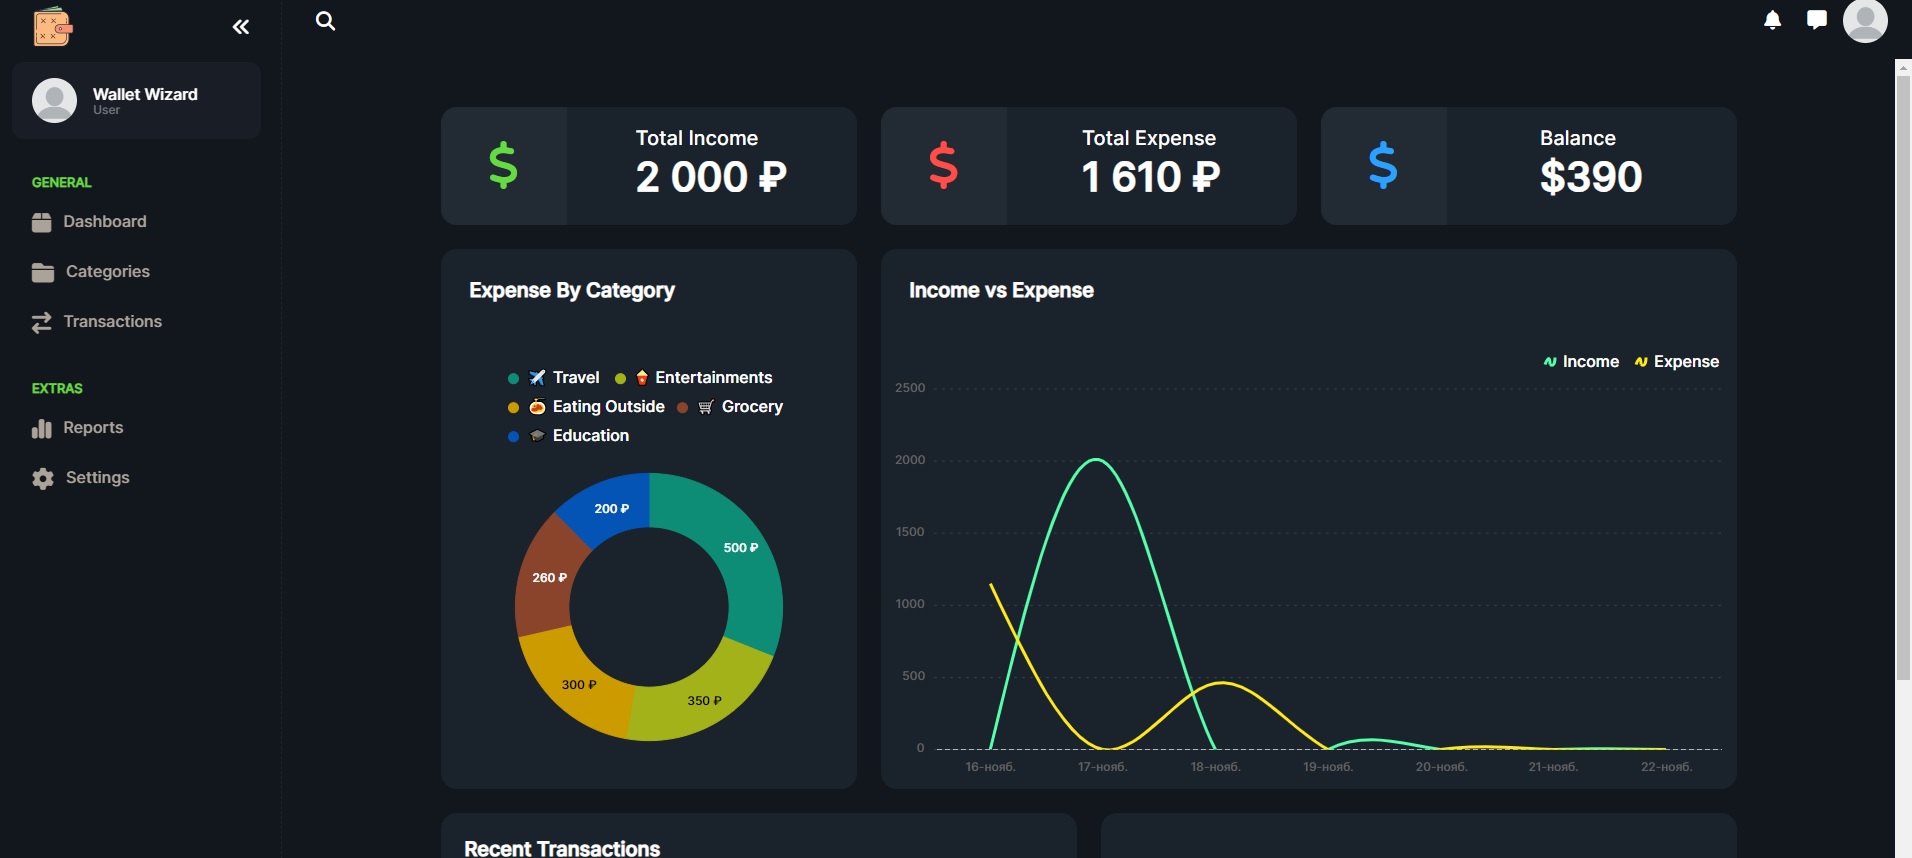 Wallet Wizard
User
GENERAL
Dashboard
Categories
Transactions
EXTRAS
Reports
Settings
Total Income
2 000 ₽
Total Expense
1 610 ₽
Balance
$390
Expense By Category
Travel Entertainments
Eating Outside Grocery
Education
200 ₽
500 ₽
260 ₽
300 ₽
350 ₽
Income vs Expense
Income Expense
2500
2000
1500
1000
500
0
16-нояб. 17-нояб. 18-нояб. 19-нояб. 20-нояб. 21-нояб. 22-нояб.
Recent Transactions